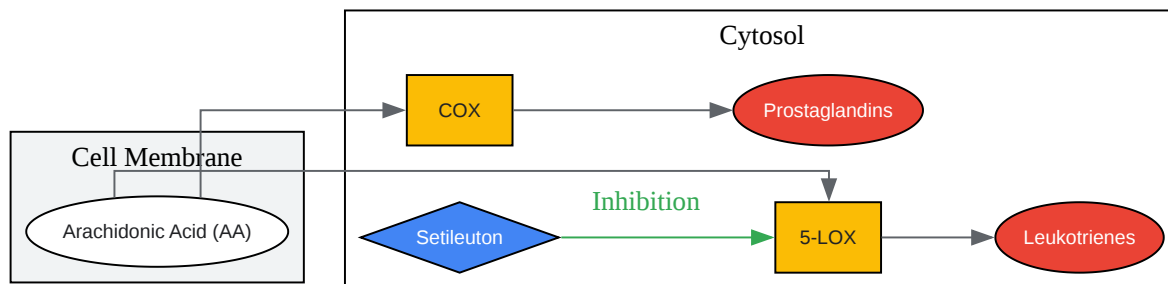 Cytosol
COX
Prostaglandins
Cell Membrane
Arachidonic Acid (AA)
Inhibition
Setileuton
5-LOX
Leukotrienes